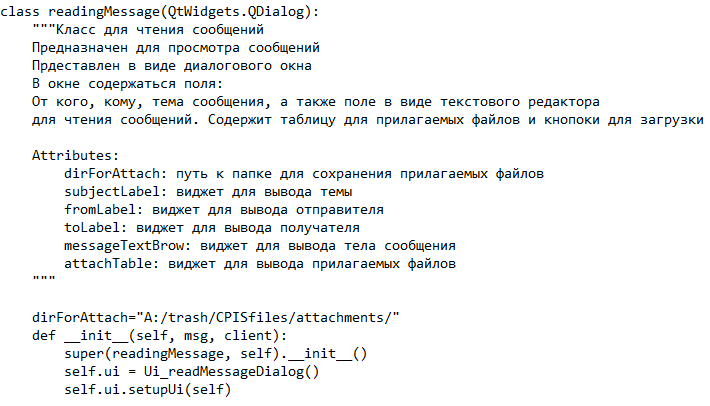 class readingMessage(QtWidgets.QDialog):
    """Класс для чтения сообщений
    Предназначен для просмотра сообщений
    Прдеставлен в виде диалогового окна
    В окне содержаться поля:
    От кого, кому, тема сообщения, а также поле в виде текстового редактора
    для чтения сообщений. Содержит таблицу для прилагаемых файлов и кнопоки для загрузки

    Attributes:
        dirForAttach: путь к папке для сохранения прилагаемых файлов
        subjectLabel: виджет для вывода темы
        fromLabel: виджет для вывода отправителя
        toLabel: виджет для вывода получателя
        messageTextBrow: виджет для вывода тела сообщения
        attachTable: виджет для вывода прилагаемых файлов
    """

    dirForAttach="A:/trash/CPISfiles/attachments/"
    def __init__(self, msg, client):
        super(readingMessage, self).__init__()
        self.ui = Ui_readMessageDialog()
        self.ui.setupUi(self)